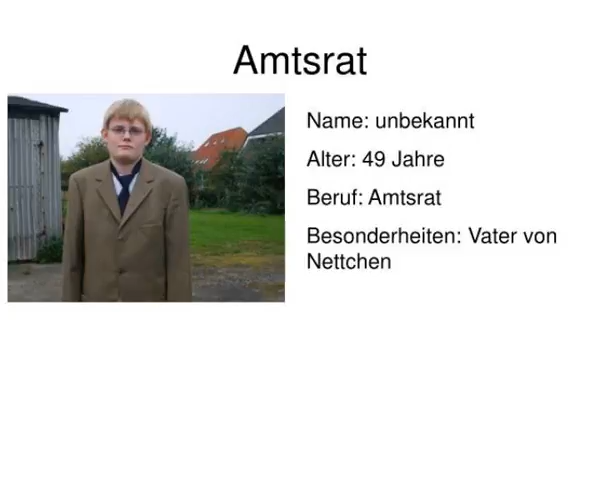 Amtsrat
Name: unbekannt
Alter: 49 Jahre
Beruf: Amtsrat
Besonderheiten: Vater von
Nettchen